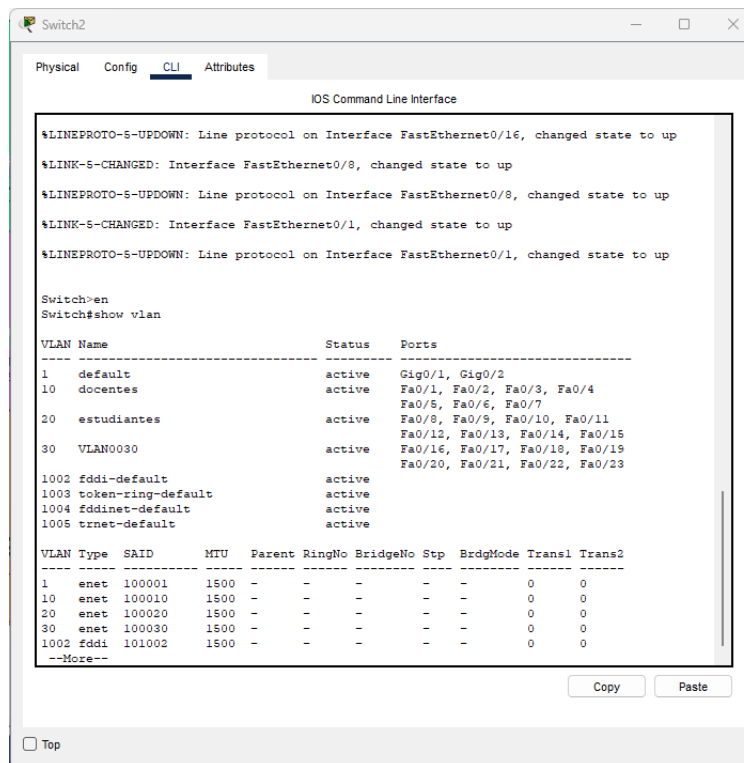 Switch2
Physical Config CLI Attributes
IOS Command Line Interface
%LINEPROTO-5-UPDOWN: Line protocol on Interface FastEthernet0/16, changed state to up
%LINK-5-CHANGED: Interface FastEthernet0/8, changed state to up
%LINEPROTO-5-UPDOWN: Line protocol on Interface FastEthernet0/8, changed state to up
%LINK-5-CHANGED: Interface FastEthernet0/1, changed state to up
%LINEPROTO-5-UPDOWN: Line protocol on Interface FastEthernet0/1, changed state to up
Switch>en
Switch#show vlan
VLAN Name                             Status    Ports
---- -------------------------------- --------- -------------------------------
1    default                          active    Gig0/1, Gig0/2
10   docentes                         active    Fa0/1, Fa0/2, Fa0/3, Fa0/4
                                                Fa0/5, Fa0/6, Fa0/7
20   estudiantes                      active    Fa0/8, Fa0/9, Fa0/10, Fa0/11
                                                Fa0/12, Fa0/13, Fa0/14, Fa0/15
30   VLAN0030                         active    Fa0/16, Fa0/17, Fa0/18, Fa0/19
                                                Fa0/20, Fa0/21, Fa0/22, Fa0/23
1002 fddi-default                     active
1003 token-ring-default               active
1004 fddinet-default                  active
1005 trnet-default                    active
VLAN Type  SAID       MTU   Parent RingNo BridgeNo Stp  BrdgMode Trans1 Trans2
---- ----- ---------- ----- ------ ------ -------- ---- -------- ------ ------
1    enet  100001     1500  -      -      -        -    -        0      0
10   enet  100010     1500  -      -      -        -    -        0      0
20   enet  100020     1500  -      -      -        -    -        0      0
30   enet  100030     1500  -      -      -        -    -        0      0
1002 fddi  101002     1500  -      -      -        -    -        0      0
--More--
Copy Paste
Top